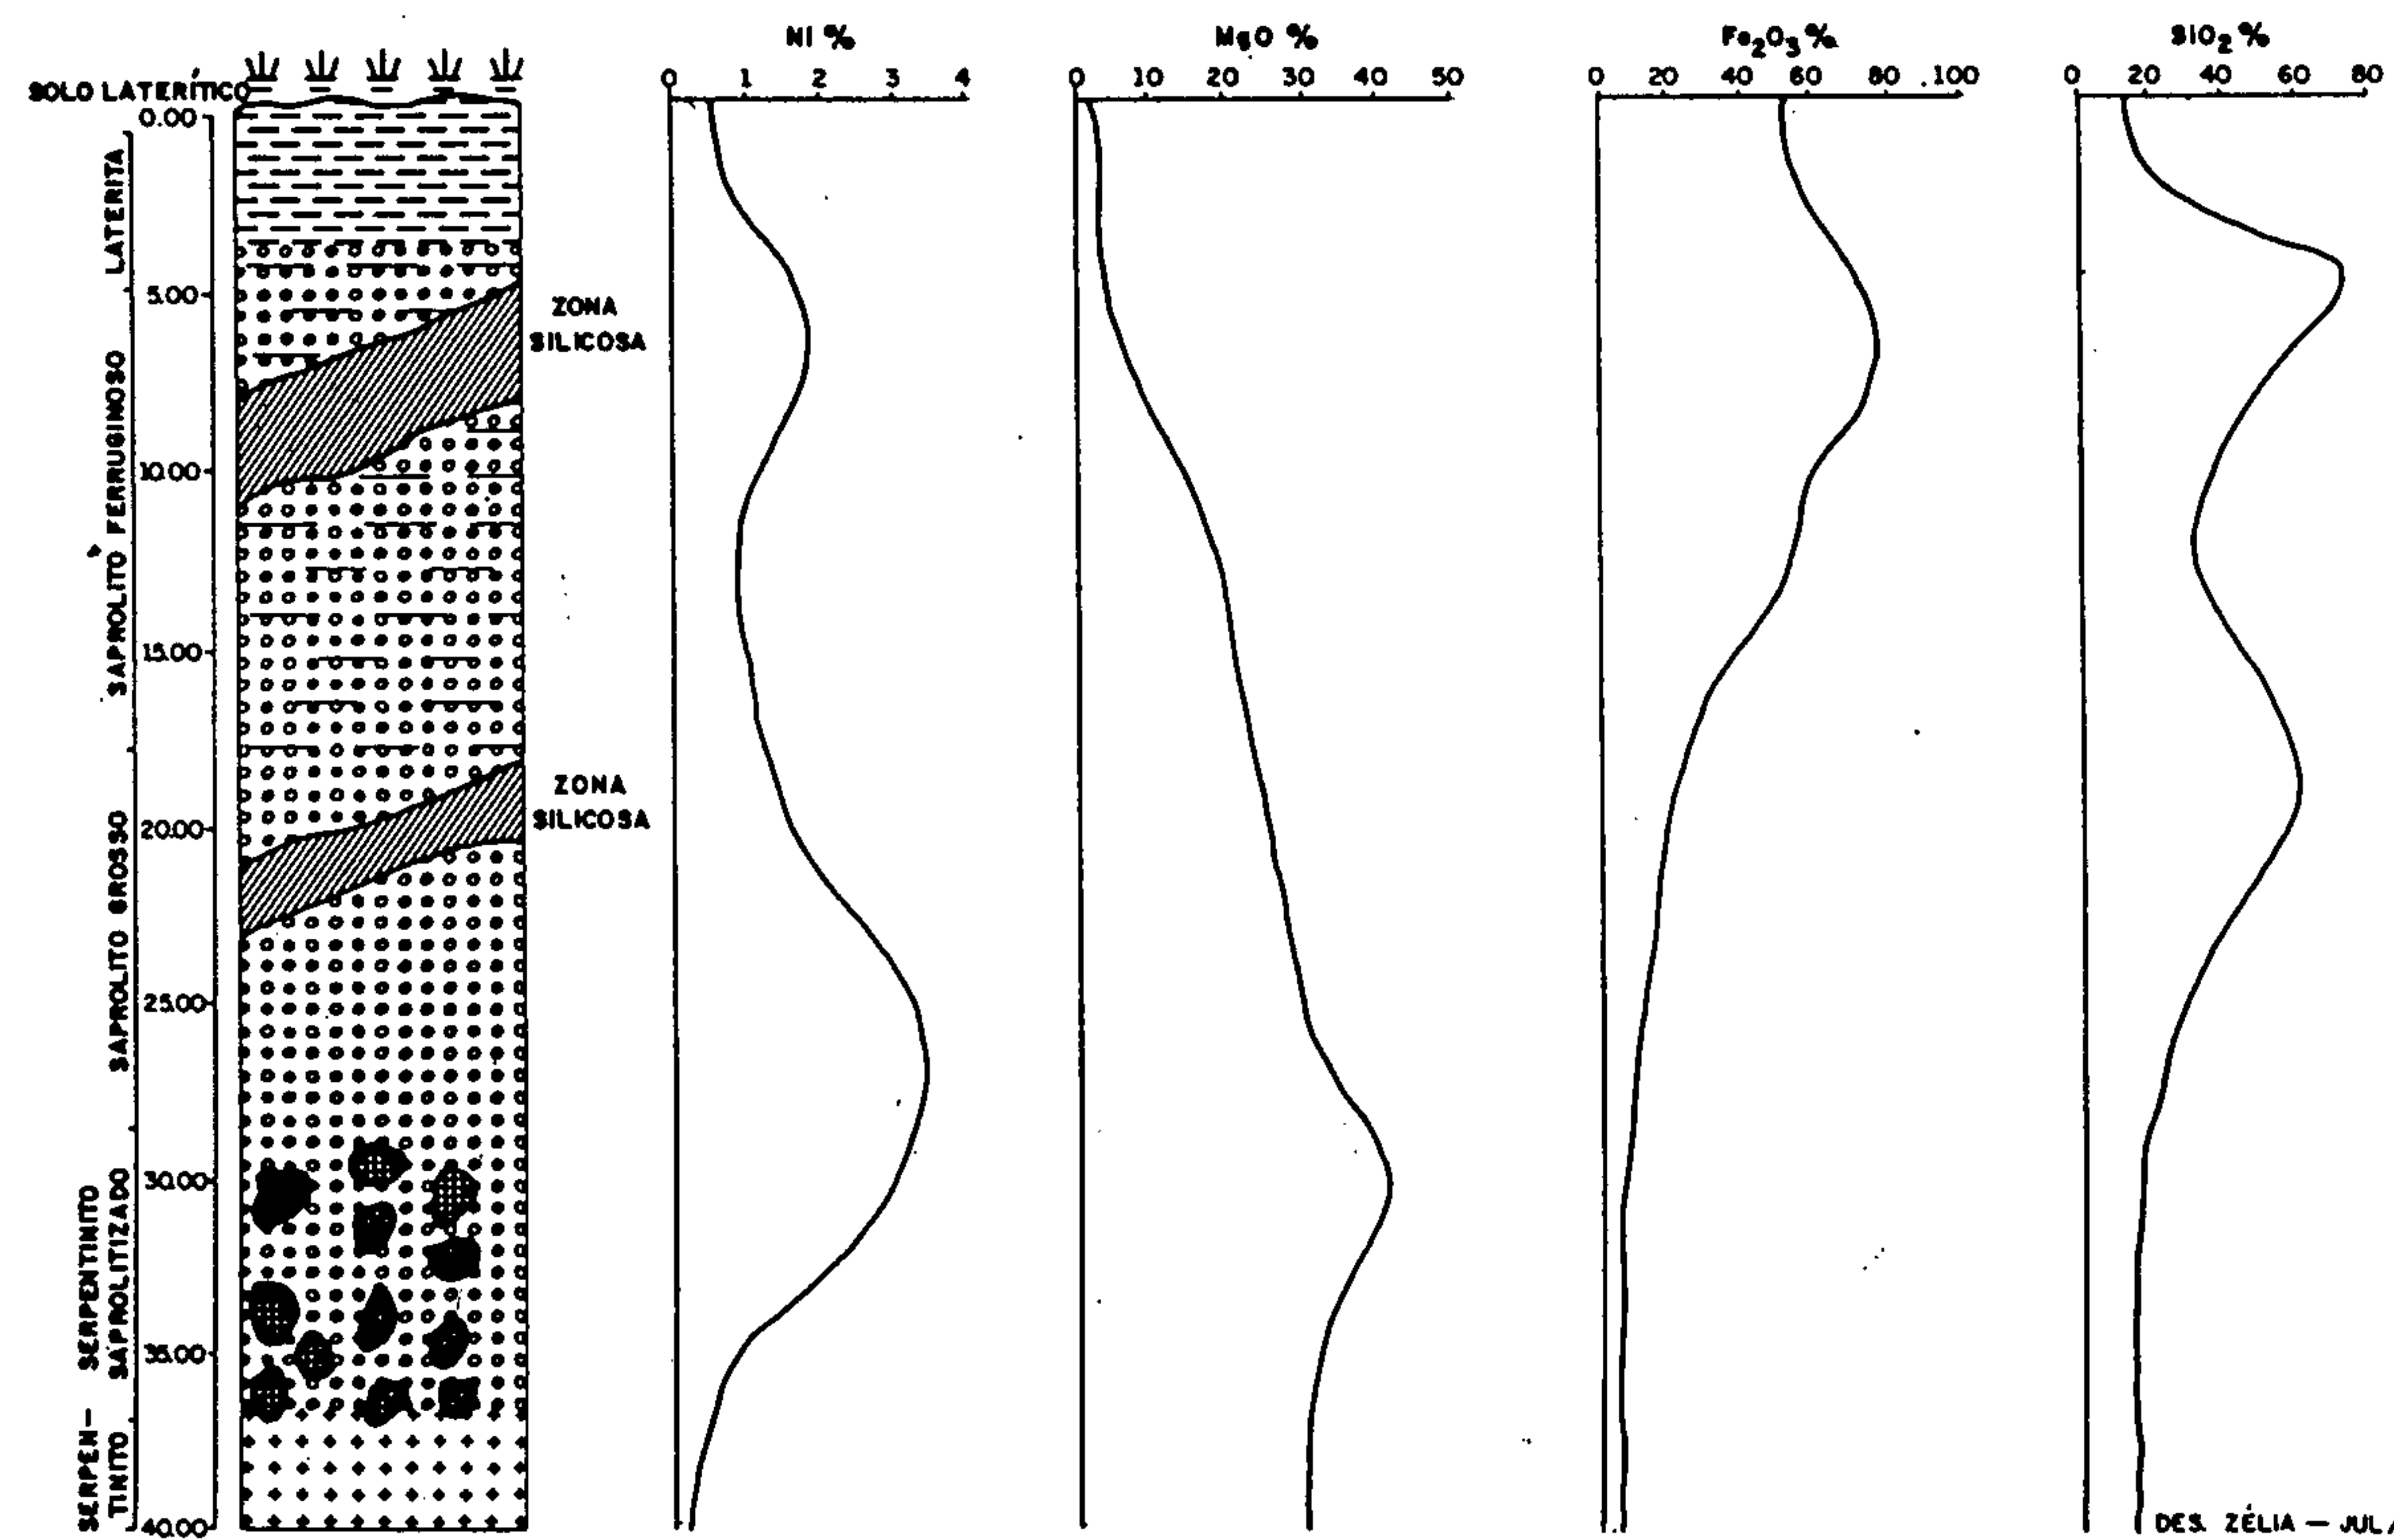 NI %
MgO %
Fe2O3 %
SIO2 %
0 1 2 3 4
0 10 20 30 40 50
0 20 40 60 80 100
0 20 40 60 80
SOLO LATERÍTICO
0.00
5.00
10.00
15.00
20.00
25.00
30.00
35.00
40.00
LATERITA
SAPROLITO FERRUGINOSO
SAPROLITO GROSSO
SERPENTINITO
SAPROLITIZADO
SERPEN-
TINITO
ZONA
SILICOSA
ZONA
SILICOSA
DES. ZÉLIA — JUL/